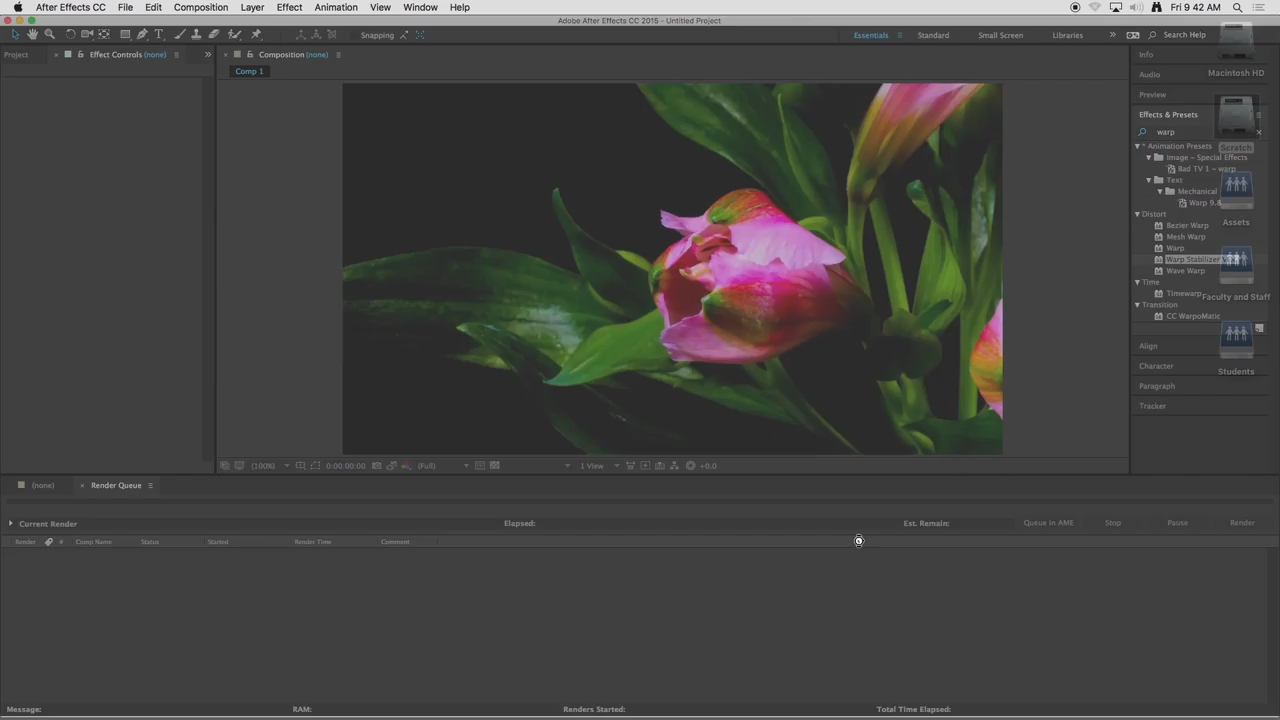 After Effects CC File Edit Composition Layer Effect Animation View Window Help Fri 9 42 AM
Adobe After Effects CC 2015 - Untitled Project
Snapping Essentials Standard Small Screen Libraries » Search Help
Project × Effect Controls (none) » × Composition (none) Info
Macintosh HD
Comp 1 Audio
Preview
Effects & Presets
warp
Scratch
* Animation Presets
Image – Special Effects
Bad TV 1 – warp
Text
Mechanical
Warp 9.8
Distort
Assets
Bezier Warp
Mesh Warp
Warp
Warp Stabilizer
Wave Warp
Time
Timewarp
Faculty and Staff
Transition
CC WarpoMatic
Align
Character
Students
Paragraph
Tracker
(100%) 0:00:00:00 (Full) 1 View +0.0
(none) × Render Queue
Current Render Elapsed: Est. Remain: Queue in AME Stop Pause Render
Render # Comp Name Status Started Render Time Comment
Message: RAM: Renders Started: Total Time Elapsed: